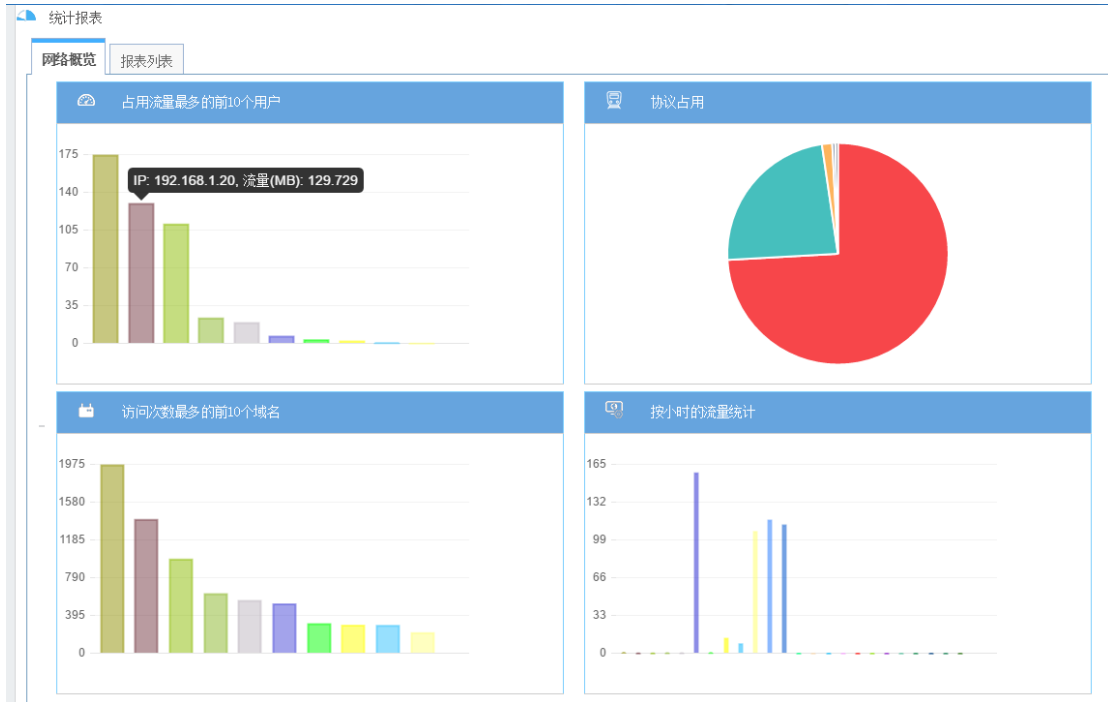 统计报表
网络概览
报表列表
占用流量最多的前10个用户
175
IP: 192.168.1.20, 流量(MB): 129.729
140
105
70
35
0
协议占用
访问次数最多的前10个域名
1975
1580
1185
790
395
0
按小时的流量统计
165
132
99
66
33
0